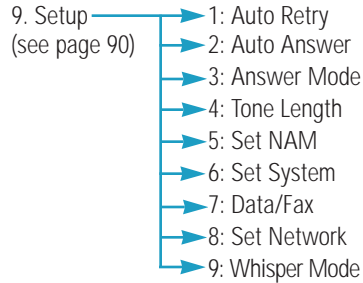 9. Setup
(see page 90)
1: Auto Retry
2: Auto Answer
3: Answer Mode
4: Tone Length
5: Set NAM
6: Set System
7: Data/Fax
8: Set Network
9: Whisper Mode